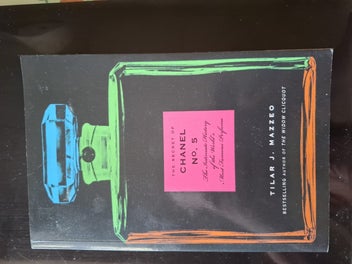 THE SECRET OF
CHANEL
No. 5
The Intimate History
of the World's
Most Famous Perfume
TILAR J. MAZZEO
BESTSELLING AUTHOR OF THE WIDOW CLICQUOT